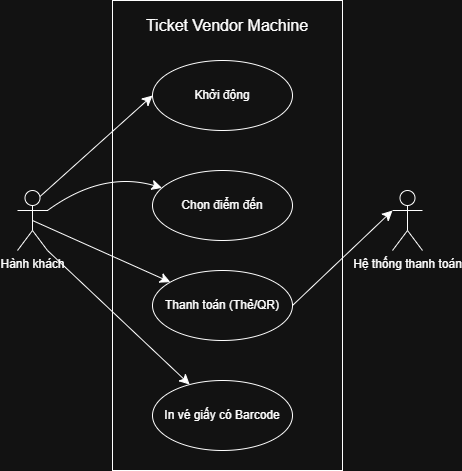 Ticket Vendor Machine
Khởi động
Chọn điểm đến
Hành khách
Hệ thống thanh toán
Thanh toán (Thẻ/QR)
In vé giấy có Barcode